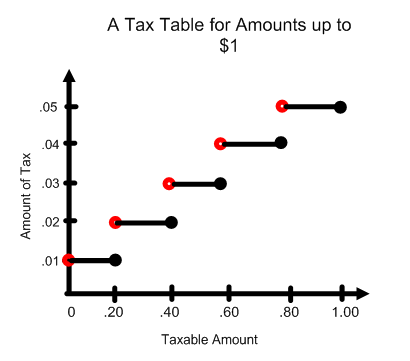 A Tax Table for Amounts up to
$1
Amount of Tax
.05
.04
.03
.02
.01
0 .20 .40 .60 .80 1.00
Taxable Amount